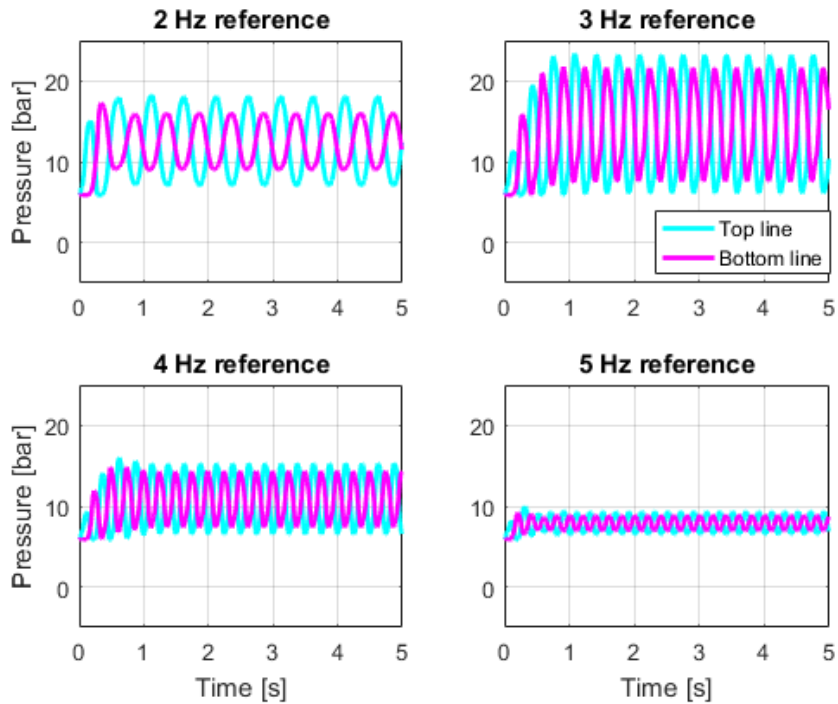 2 Hz reference
Pressure [bar]
20
10
0
0 1 2 3 4 5
3 Hz reference
20
10
0
Top line
Bottom line
0 1 2 3 4 5
4 Hz reference
Pressure [bar]
20
10
0
0 1 2 3 4 5
Time [s]
5 Hz reference
20
10
0
0 1 2 3 4 5
Time [s]